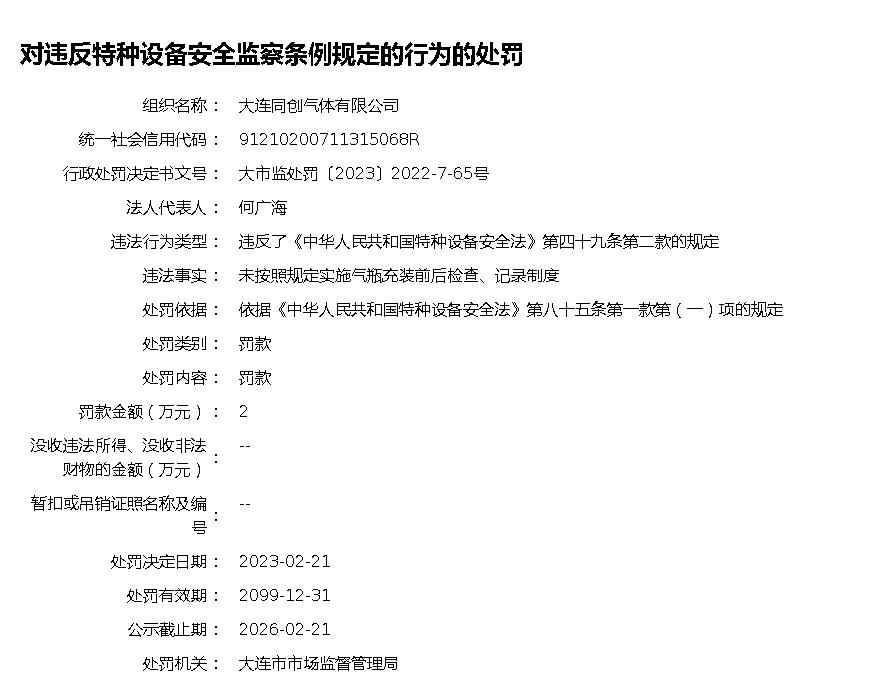 对违反特种设备安全监察条例规定的行为的处罚
组织名称： 大连同创气体有限公司
统一社会信用代码： 91210200711315068R
行政处罚决定书文号： 大市监处罚〔2023〕2022-7-65号
法人代表人： 何广海
违法行为类型： 违反了《中华人民共和国特种设备安全法》第四十九条第二款的规定
违法事实： 未按照规定实施气瓶充装前后检查、记录制度
处罚依据： 依据《中华人民共和国特种设备安全法》第八十五条第一款第（一）项的规定
处罚类别： 罚款
处罚内容： 罚款
罚款金额（万元）： 2
没收违法所得、没收非法
财物的金额（万元）： --
暂扣或吊销证照名称及编
号： --
处罚决定日期： 2023-02-21
处罚有效期： 2099-12-31
公示截止期： 2026-02-21
处罚机关： 大连市市场监督管理局